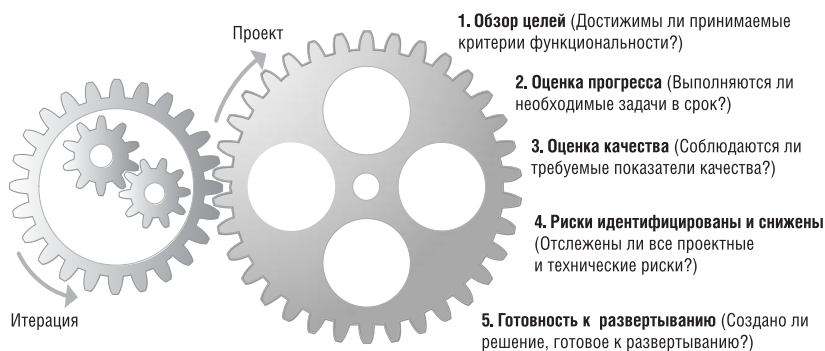 Проект
1. Обзор целей (Достижимы ли принимаемые
критерии функциональности?)
2. Оценка прогресса (Выполняются ли
необходимые задачи в срок?)
3. Оценка качества (Соблюдаются ли
требуемые показатели качества?)
4. Риски идентифицированы и снижены
(Отслежены ли все проектные
и технические риски?)
Итерация
5. Готовность к развертыванию (Создано ли
решение, готовое к развертыванию?)